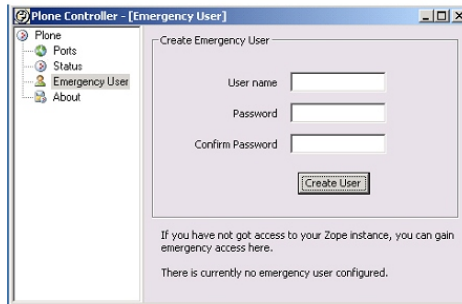 Plone Controller - [Emergency User]
Plone
Ports
Status
Emergency User
About
Create Emergency User
User name
Password
Confirm Password
Create User
If you have not got access to your Zope instance, you can gain
emergency access here.
There is currently no emergency user configured.